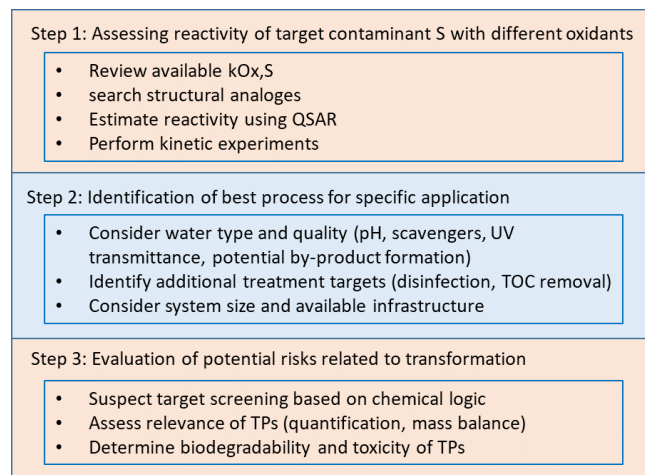 Step 1: Assessing reactivity of target contaminant S with different oxidants
• Review available kOx,S
• search structural analoges
• Estimate reactivity using QSAR
• Perform kinetic experiments
Step 2: Identification of best process for specific application
• Consider water type and quality (pH, scavengers, UV
transmittance, potential by-product formation)
• Identify additional treatment targets (disinfection, TOC removal)
• Consider system size and available infrastructure
Step 3: Evaluation of potential risks related to transformation
• Suspect target screening based on chemical logic
• Assess relevance of TPs (quantification, mass balance)
• Determine biodegradability and toxicity of TPs